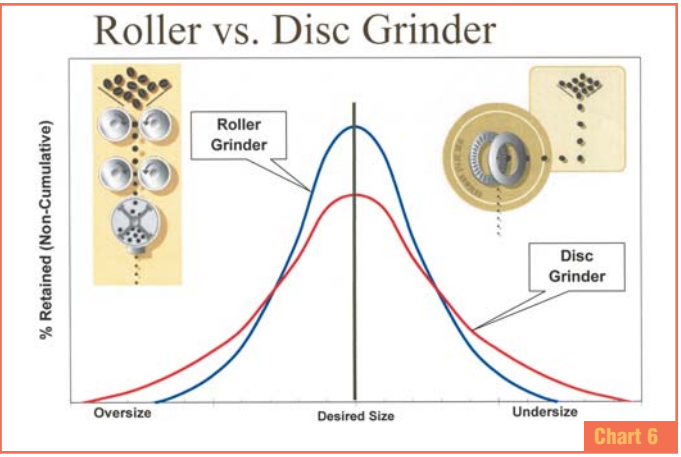 Roller vs. Disc Grinder
Roller
Grinder
Disc
Grinder
% Retained (Non-Cumulative)
Oversize
Desired Size
Undersize
Chart 6